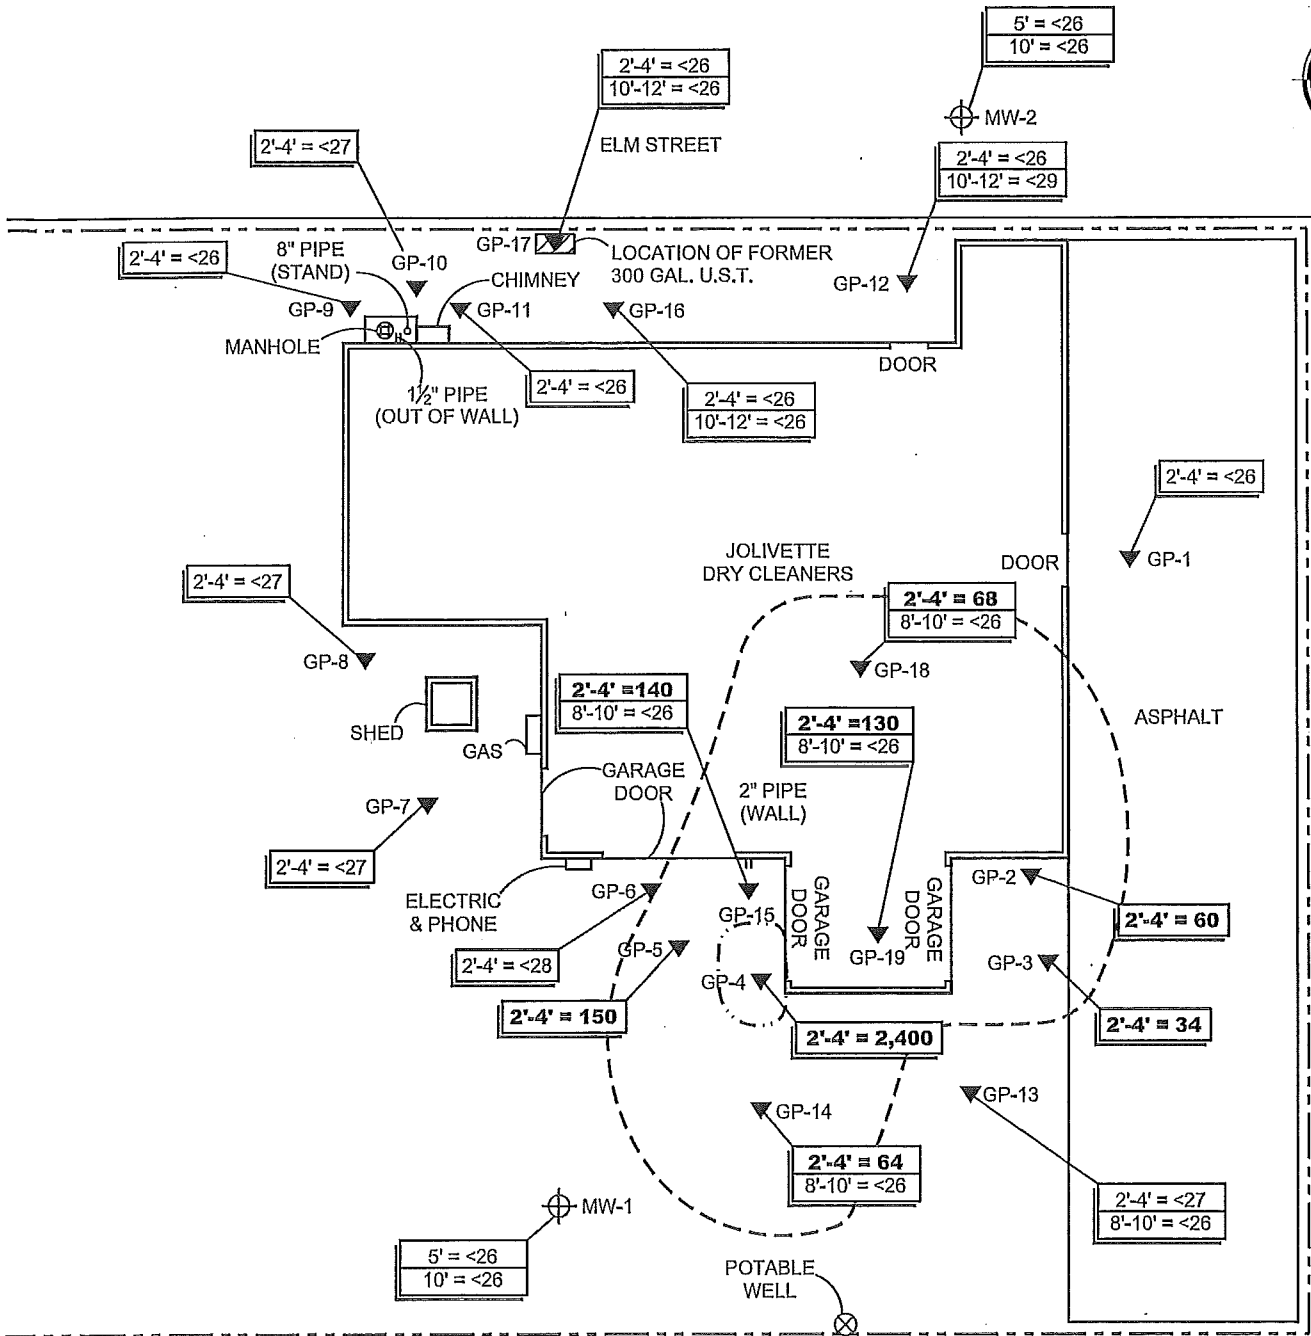 5' = <26
10' = <26
2'-4' = <26
10'-12' = <26
MW-2
ELM STREET
2'-4' = <27
2'-4' = <26
10'-12' = <29
2'-4' = <26
8" PIPE
(STAND)
GP-10
GP-17
LOCATION OF FORMER
300 GAL. U.S.T.
CHIMNEY
GP-12
GP-9
GP-11
GP-16
MANHOLE
DOOR
1½" PIPE
(OUT OF WALL)
2'-4' = <26
2'-4' = <26
10'-12' = <26
2'-4' = <26
JOLIVETTE
DRY CLEANERS
DOOR
GP-1
2'-4' = <27
2'-4' = 68
8'-10' = <26
GP-8
GP-18
2'-4' =140
8'-10' = <26
2'-4' =130
8'-10' = <26
ASPHALT
SHED
GAS
GARAGE
DOOR
2" PIPE
(WALL)
GP-7
2'-4' = <27
ELECTRIC
& PHONE
GP-6
GP-15
GARAGE
DOOR
GARAGE
DOOR
GP-2
2'-4' = 60
GP-5
GP-19
GP-3
2'-4' = <28
GP-4
2'-4' = 150
2'-4' = 2,400
2'-4' = 34
GP-14
GP-13
2'-4' = 64
8'-10' = <26
2'-4' = <27
8'-10' = <26
MW-1
5' = <26
10' = <26
POTABLE
WELL